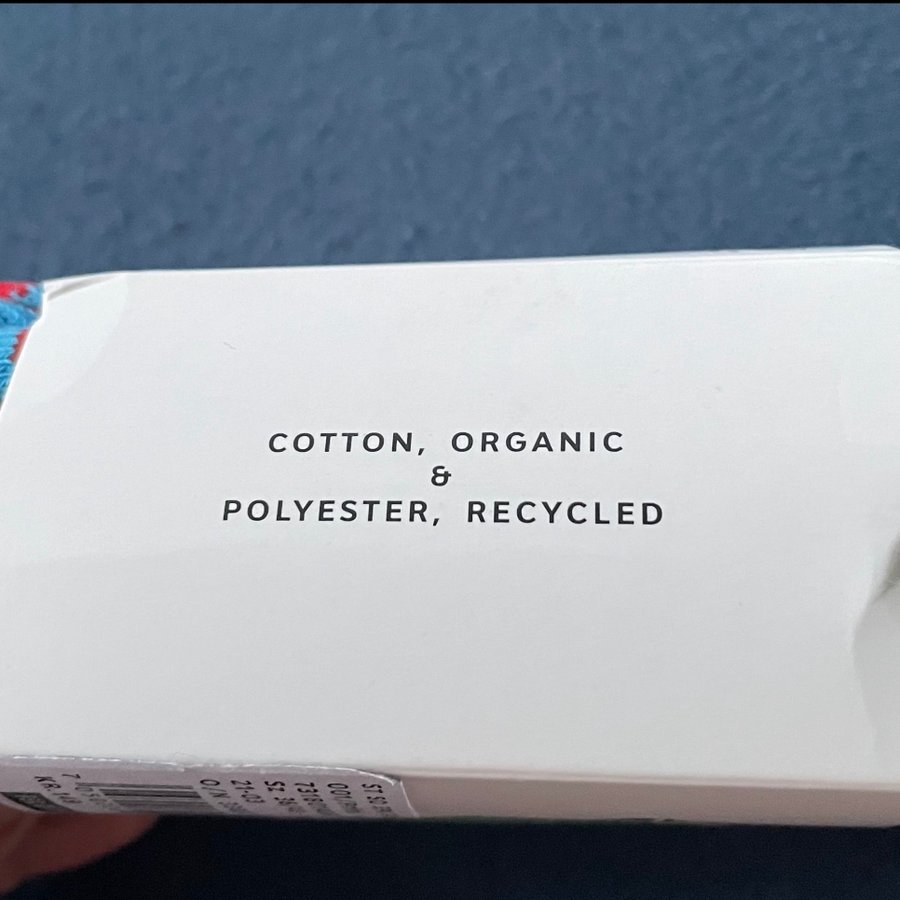 COTTON, ORGANIC
&
POLYESTER, RECYCLED